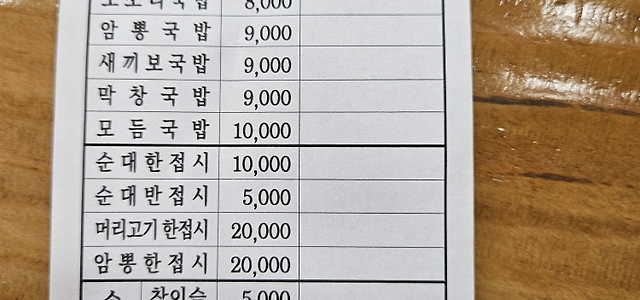 8,000
암뽕국밥 9,000
새끼보국밥 9,000
막창국밥 9,000
모듬국밥 10,000
순대한접시 10,000
순대반접시 5,000
머리고기한접시 20,000
암뽕한접시 20,000
5,000